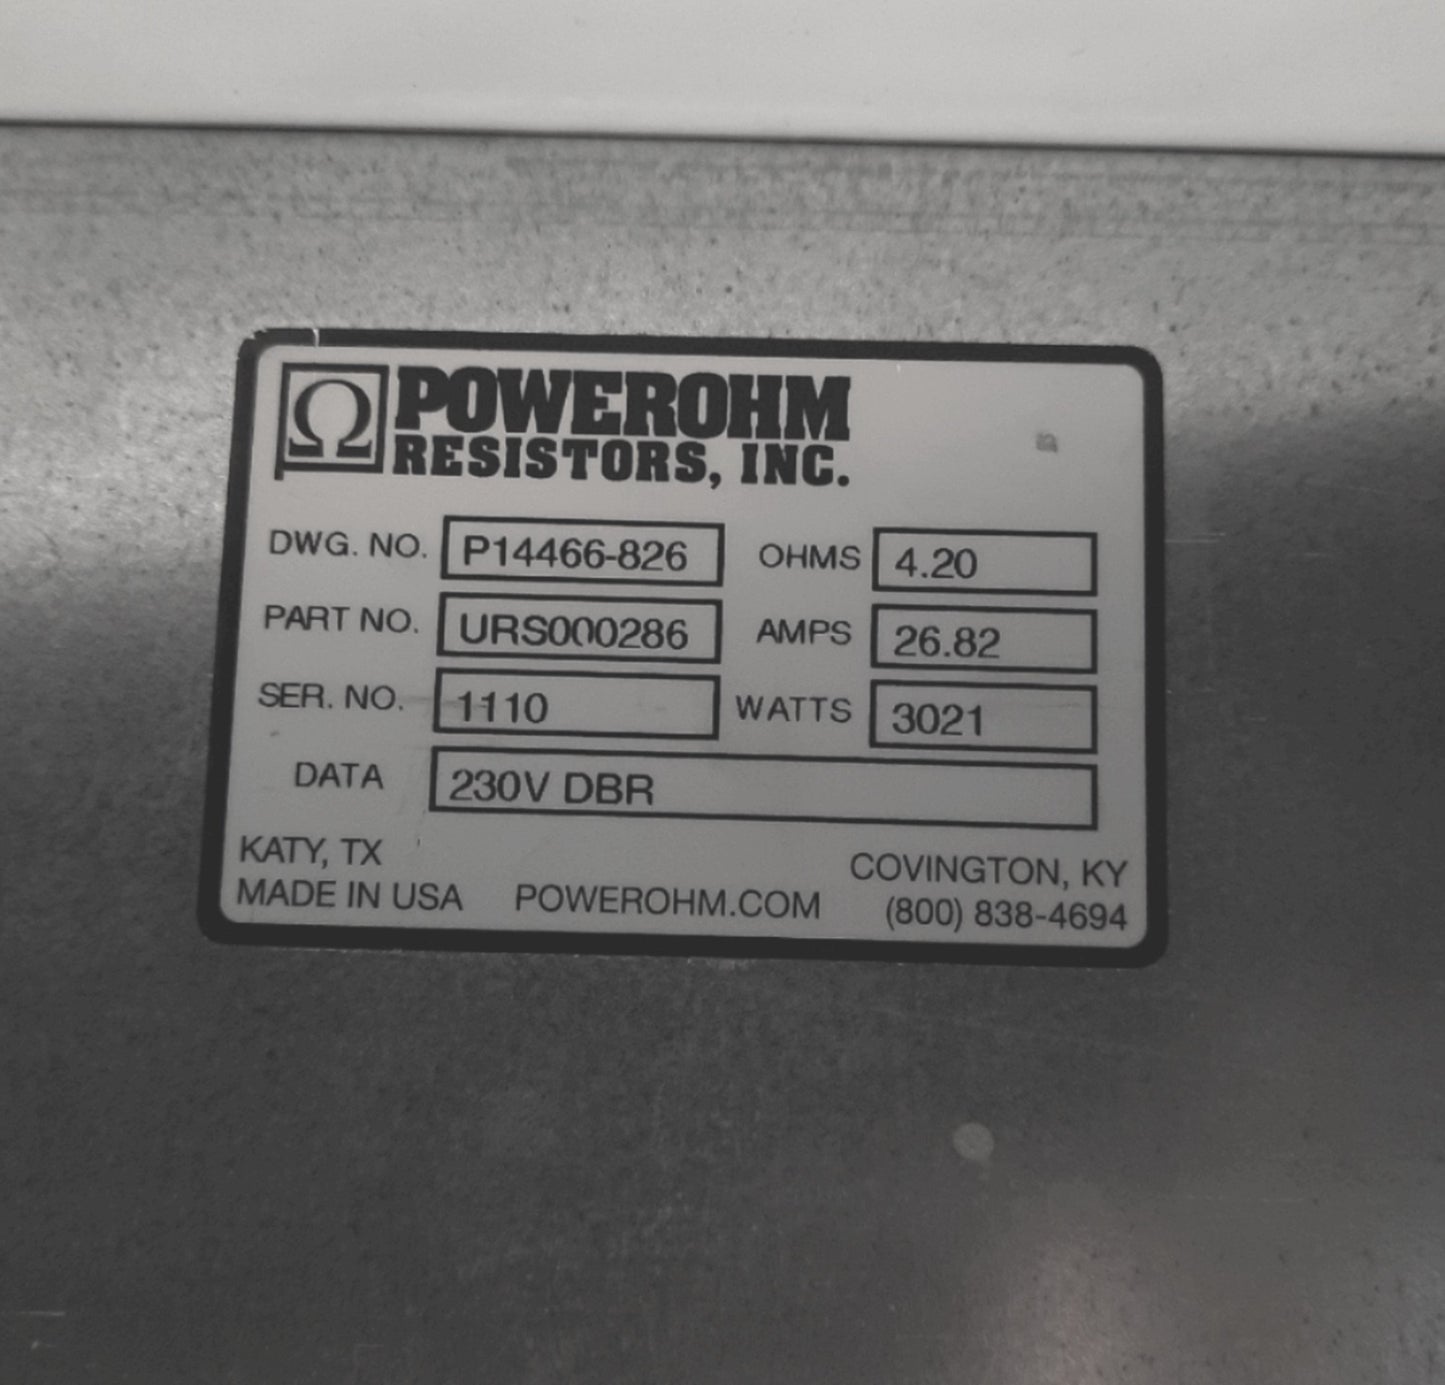 Ω POWEROHM
RESISTORS, INC.
DWG. NO. P14466-826 OHMS 4.20
PART NO. URS000286 AMPS 26.82
SER. NO. 1110 WATTS 3021
DATA 230V DBR
KATY, TX COVINGTON, KY
MADE IN USA POWEROHM.COM (800) 838-4694